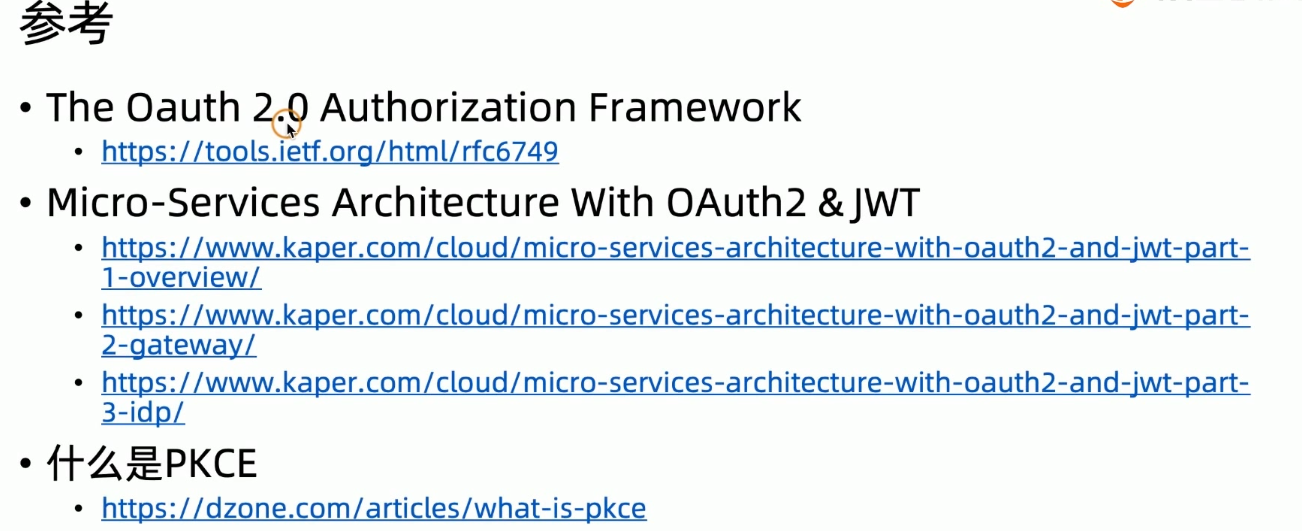 参考
• The Oauth 2.0 Authorization Framework
• https://tools.ietf.org/html/rfc6749
• Micro-Services Architecture With OAuth2 & JWT
• https://www.kaper.com/cloud/micro-services-architecture-with-oauth2-and-jwt-part-
1-overview/
• https://www.kaper.com/cloud/micro-services-architecture-with-oauth2-and-jwt-part-
2-gateway/
• https://www.kaper.com/cloud/micro-services-architecture-with-oauth2-and-jwt-part-
3-idp/
• 什么是PKCE
• https://dzone.com/articles/what-is-pkce